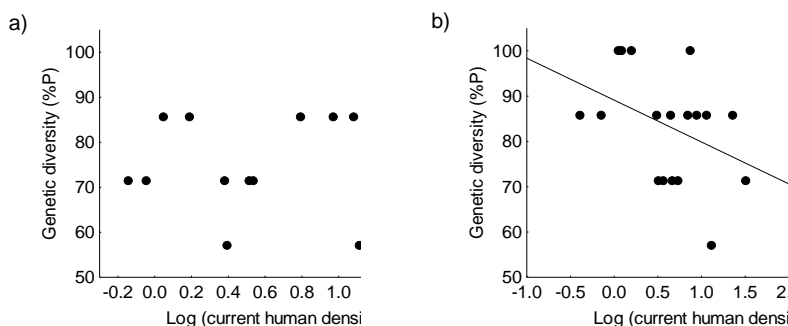 a)
Genetic diversity (%P)
100
90
80
70
60
50
-0.2 0.0 0.2 0.4 0.6 0.8 1.0
Log (current human densi
b)
Genetic diversity (%P)
100
90
80
70
60
50
-1.0 -0.5 0.0 0.5 1.0 1.5 2.0
Log (current human densi